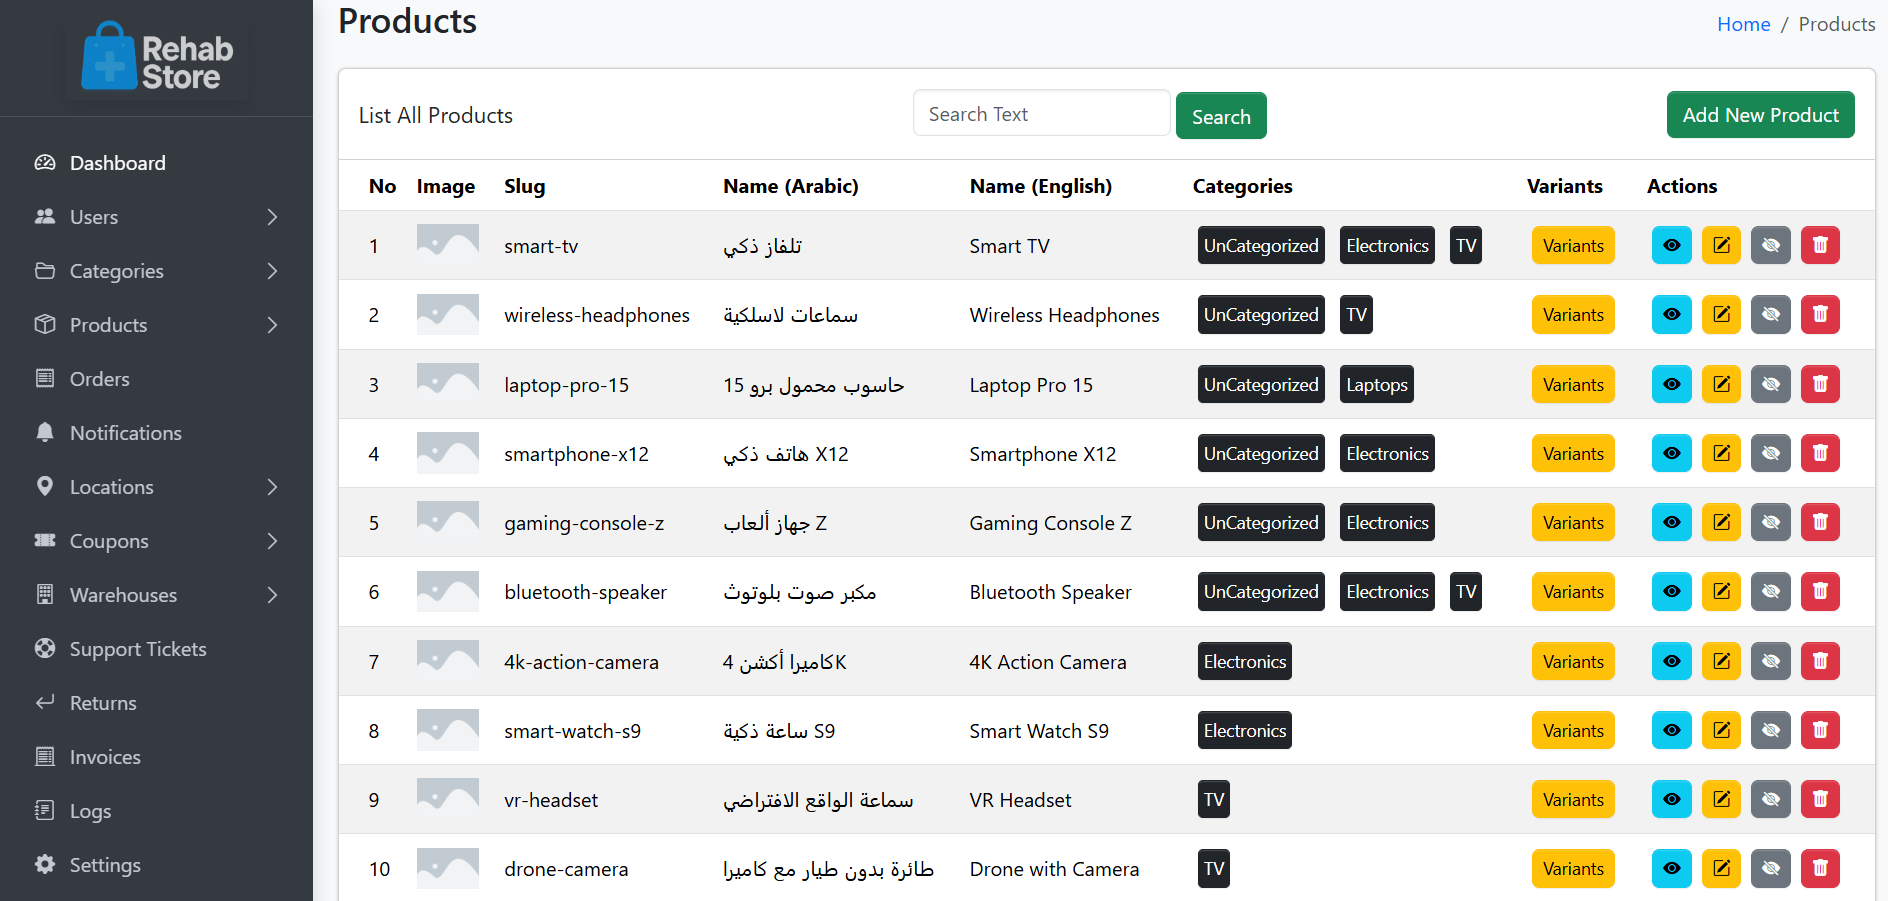 Rehab
Store
Dashboard
Users
Categories
Products
Orders
Notifications
Locations
Coupons
Warehouses
Support Tickets
Returns
Invoices
Logs
Settings
Products
Home / Products
List All Products
Search Text
Search
Add New Product
No Image Slug Name (Arabic) Name (English) Categories Variants Actions
1 smart-tv تلفاز ذكي Smart TV UnCategorized Electronics TV Variants
2 wireless-headphones سماعات لاسلكية Wireless Headphones UnCategorized TV Variants
3 laptop-pro-15 حاسوب محمول برو 15 Laptop Pro 15 UnCategorized Laptops Variants
4 smartphone-x12 هاتف ذكي X12 Smartphone X12 UnCategorized Electronics Variants
5 gaming-console-z جهاز ألعاب Z Gaming Console Z UnCategorized Electronics Variants
6 bluetooth-speaker مكبر صوت بلوتوث Bluetooth Speaker UnCategorized Electronics TV Variants
7 4k-action-camera كاميرا أكشن 4K 4K Action Camera Electronics Variants
8 smart-watch-s9 ساعة ذكية S9 Smart Watch S9 Electronics Variants
9 vr-headset سماعة الواقع الافتراضي VR Headset TV Variants
10 drone-camera طائرة بدون طيار مع كاميرا Drone with Camera TV Variants